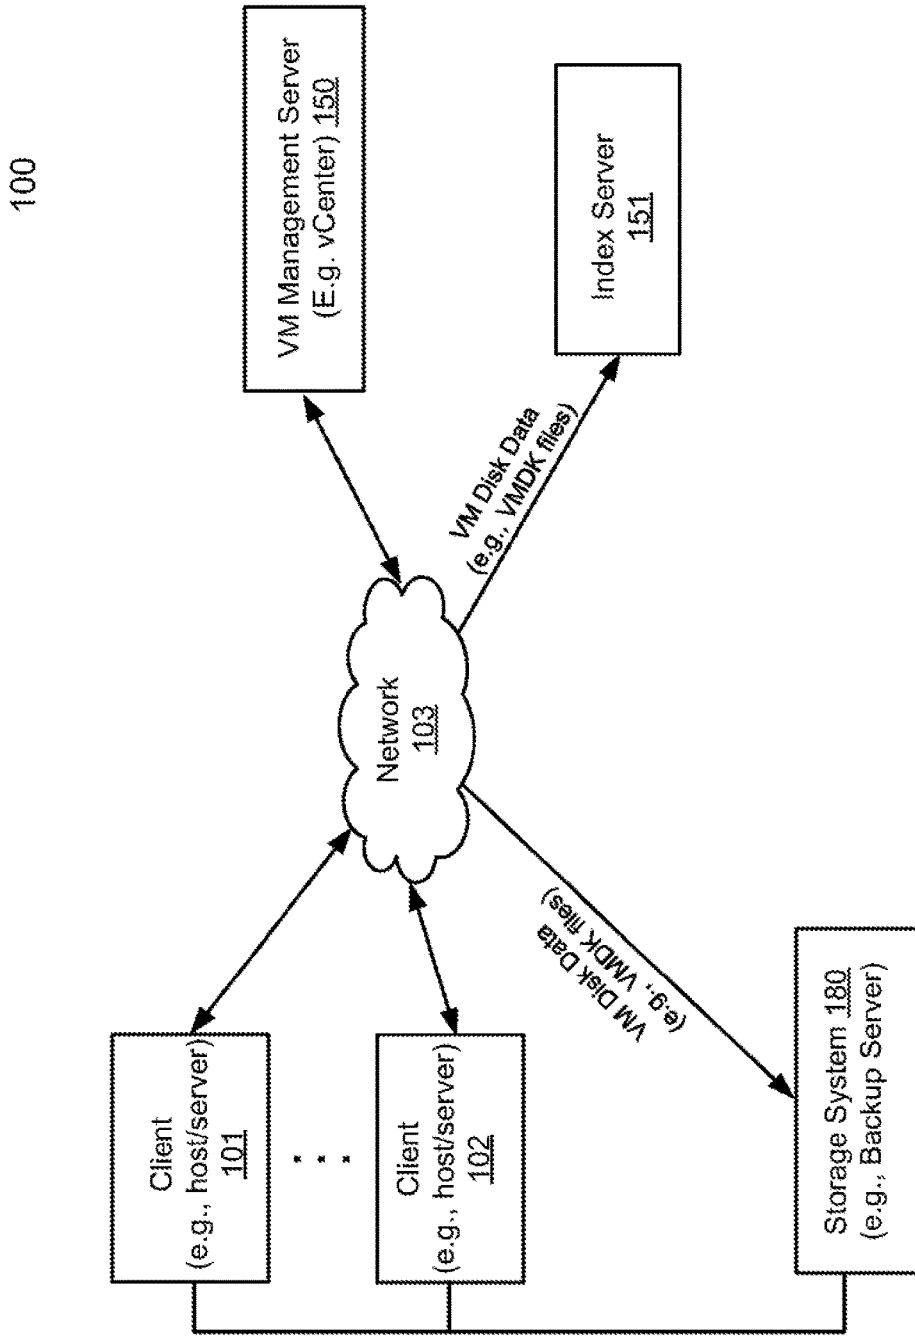 100
Client
(e.g., host/server)
101
Client
(e.g., host/server)
102
Network
103
VM Management Server
(E.g. vCenter) 150
VM Disk Data
(e.g., VMDK files)
Index Server
151
VM Disk Data
(e.g., VMDK files)
Storage System 180
(e.g., Backup Server)